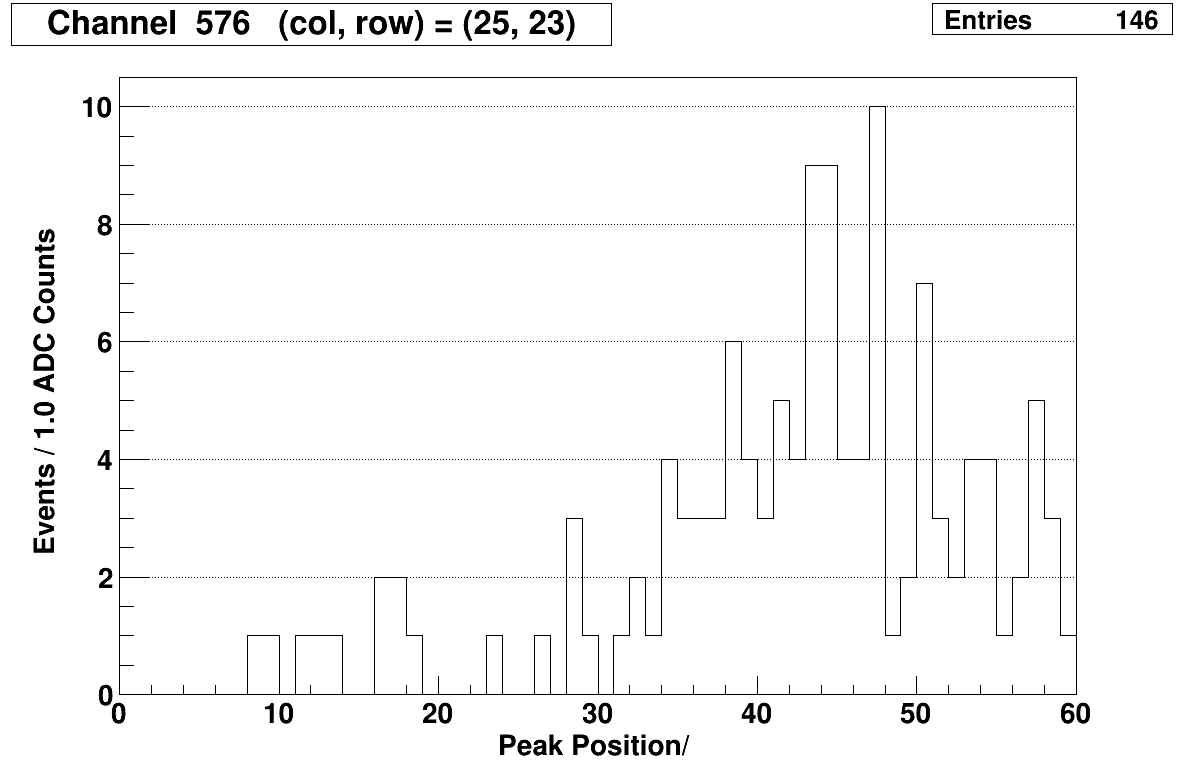 Channel 576 (col, row) = (25, 23)
Entries 146
10
8
6
4
2
0
Events / 1.0 ADC Counts
0 10 20 30 40 50 60
Peak Position/